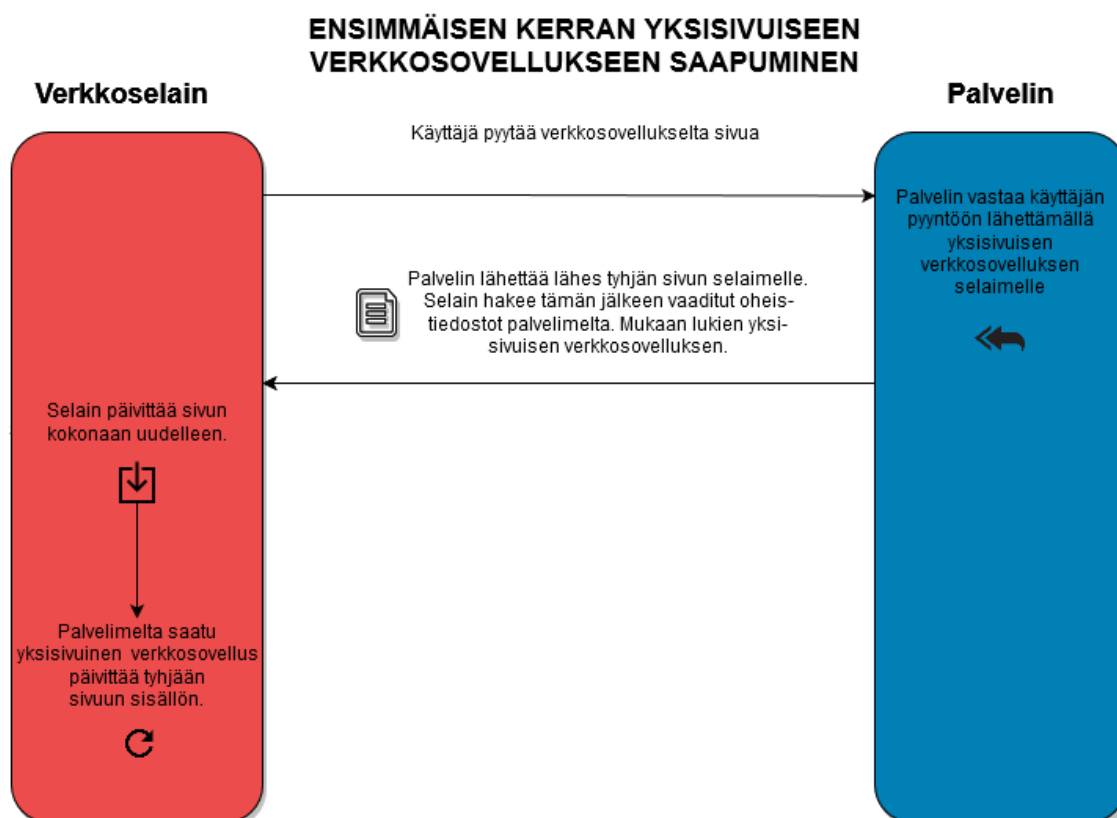 ENSIMMÄISEN KERRAN YKSISIVUISEEN
VERKKOSOVELLUKSEEN SAAPUMINEN
Verkkoselain
Palvelin
Käyttäjä pyytää verkkosovellukselta sivua
Palvelin vastaa käyttäjän
pyyntöön lähettämällä
yksisivuisen
verkkosovelluksen
selaimelle
Palvelin lähettää lähes tyhjän sivun selaimelle.
Selain hakee tämän jälkeen vaaditut oheis-
tiedostot palvelimelta. Mukaan lukien yksi-
sivuisen verkkosovelluksen.
Selain päivittää sivun
kokonaan uudelleen.
Palvelimelta saatu
yksisivuinen verkkosovellus
päivittää tyhjään
sivuun sisällön.